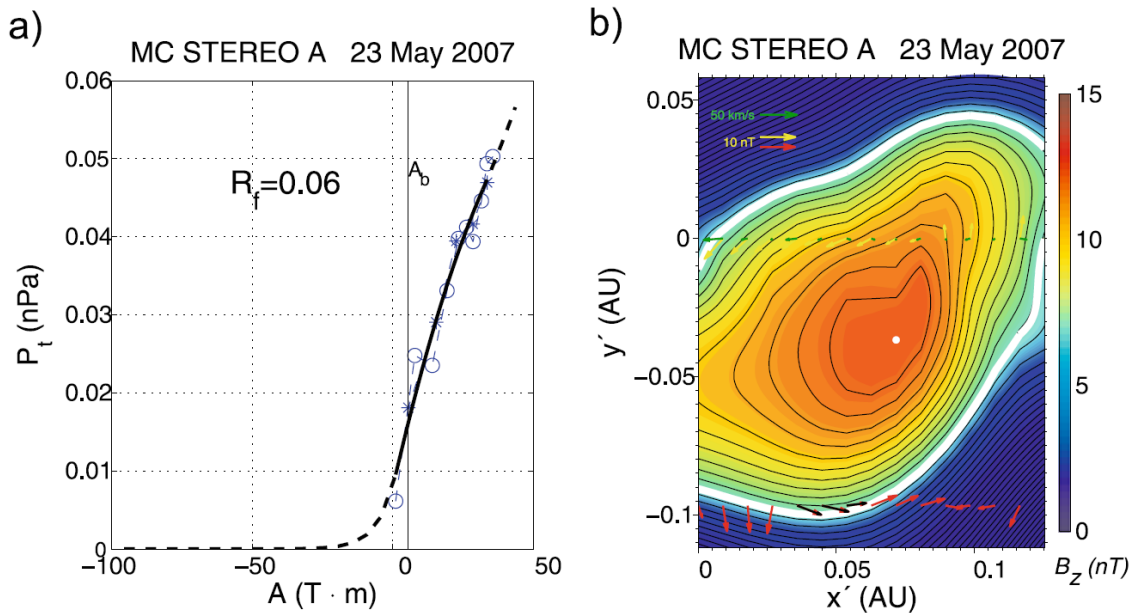 a)
MC STEREO A 23 May 2007
0.06
0.05
0.04
0.03
0.02
0.01
0
P_t (nPa)
R_f=0.06
A_b
−100
−50
0
50
A (T · m)
b)
MC STEREO A 23 May 2007
50 km/s
10 nT
0.05
0
−0.05
−0.1
y′ (AU)
0
0.05
0.1
x′ (AU)
15
10
5
0
B_z (nT)